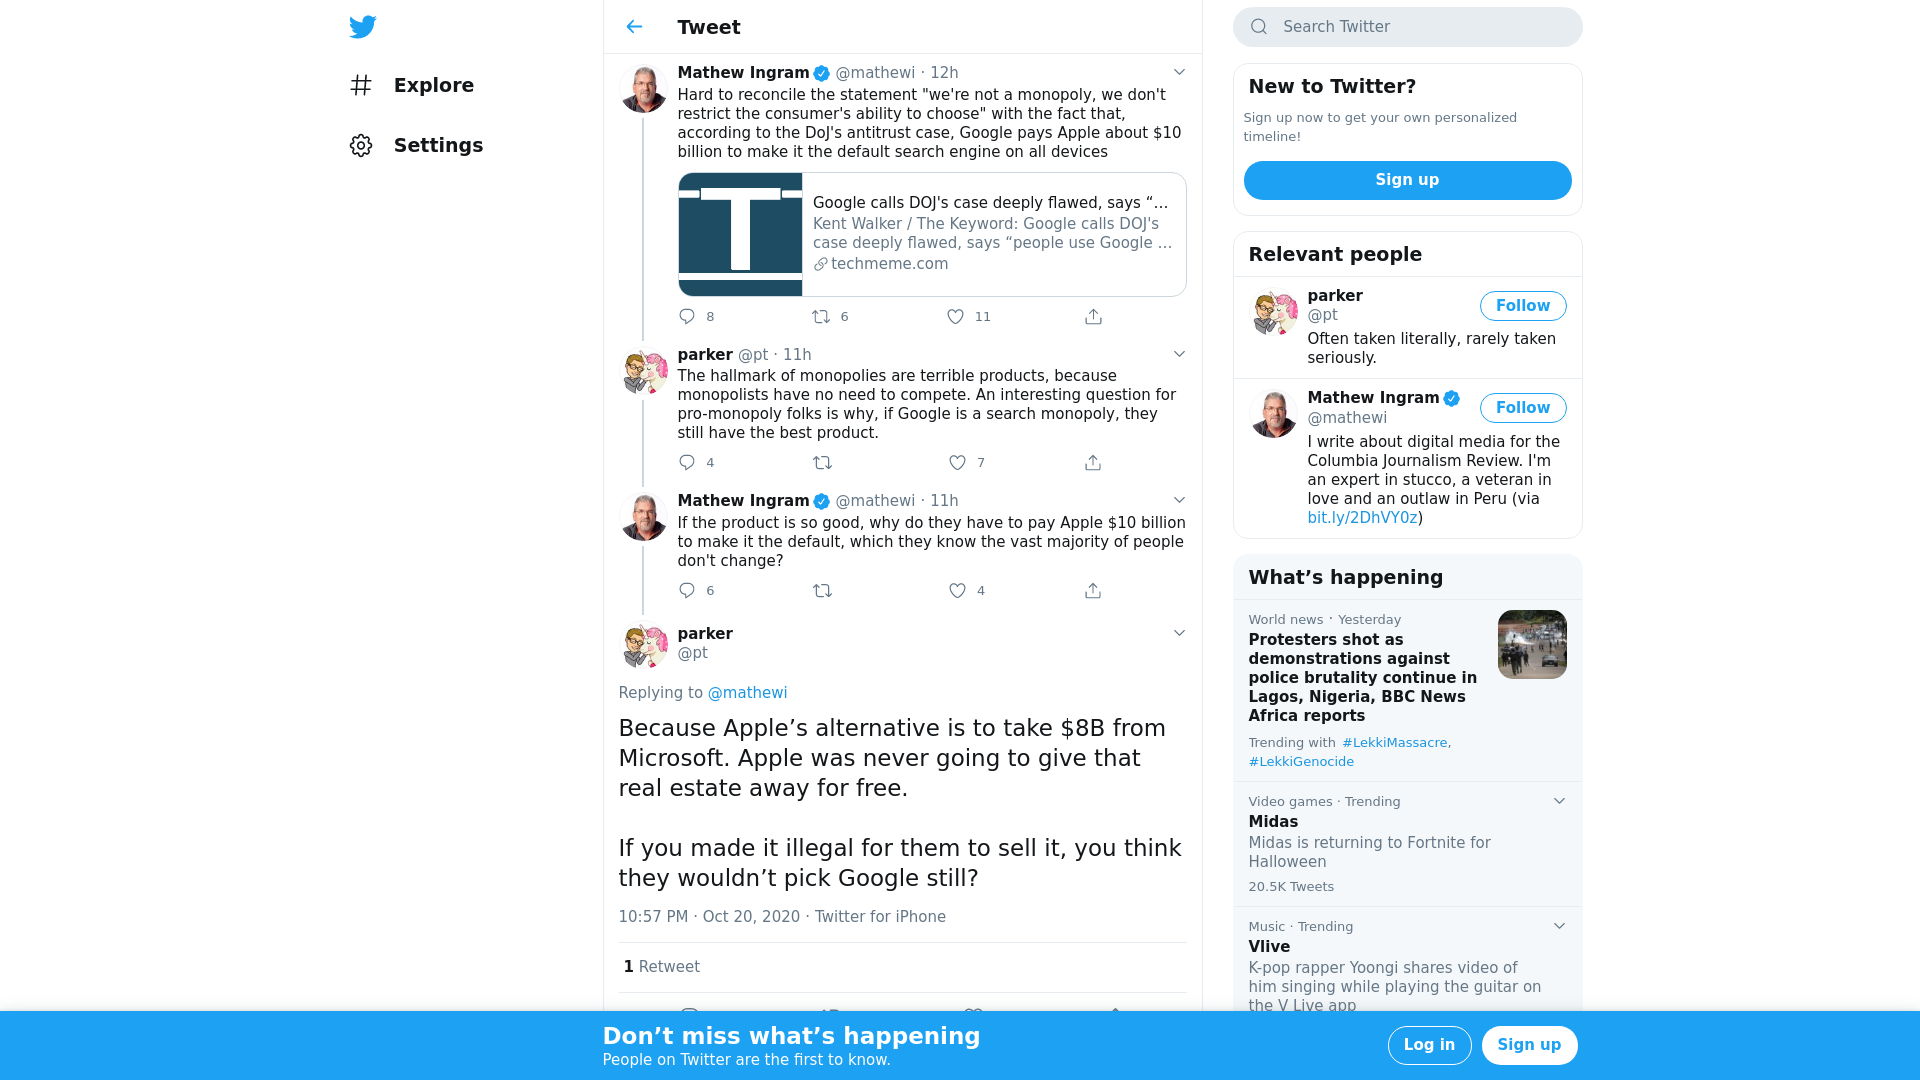 Explore
Settings
Tweet
Mathew Ingram @mathewi · 12h
Hard to reconcile the statement "we're not a monopoly, we don't
restrict the consumer's ability to choose" with the fact that,
according to the DoJ's antitrust case, Google pays Apple about $10
billion to make it the default search engine on all devices
T
Google calls DOJ's case deeply flawed, says “…
Kent Walker / The Keyword: Google calls DOJ's
case deeply flawed, says “people use Google …
techmeme.com
8 6 11
parker @pt · 11h
The hallmark of monopolies are terrible products, because
monopolists have no need to compete. An interesting question for
pro-monopoly folks is why, if Google is a search monopoly, they
still have the best product.
4 7
Mathew Ingram @mathewi · 11h
If the product is so good, why do they have to pay Apple $10 billion
to make it the default, which they know the vast majority of people
don't change?
6 4
parker
@pt
Replying to @mathewi
Because Apple’s alternative is to take $8B from
Microsoft. Apple was never going to give that
real estate away for free.
If you made it illegal for them to sell it, you think
they wouldn’t pick Google still?
10:57 PM · Oct 20, 2020 · Twitter for iPhone
1 Retweet
Search Twitter
New to Twitter?
Sign up now to get your own personalized
timeline!
Sign up
Relevant people
parker
@pt
Follow
Often taken literally, rarely taken
seriously.
Mathew Ingram
@mathewi
Follow
I write about digital media for the
Columbia Journalism Review. I'm
an expert in stucco, a veteran in
love and an outlaw in Peru (via
bit.ly/2DhVY0z)
What’s happening
World news · Yesterday
Protesters shot as
demonstrations against
police brutality continue in
Lagos, Nigeria, BBC News
Africa reports
Trending with #LekkiMassacre,
#LekkiGenocide
Video games · Trending
Midas
Midas is returning to Fortnite for
Halloween
20.5K Tweets
Music · Trending
Vlive
K-pop rapper Yoongi shares video of
him singing while playing the guitar on
the V Live app
Don’t miss what’s happening
People on Twitter are the first to know.
Log in
Sign up